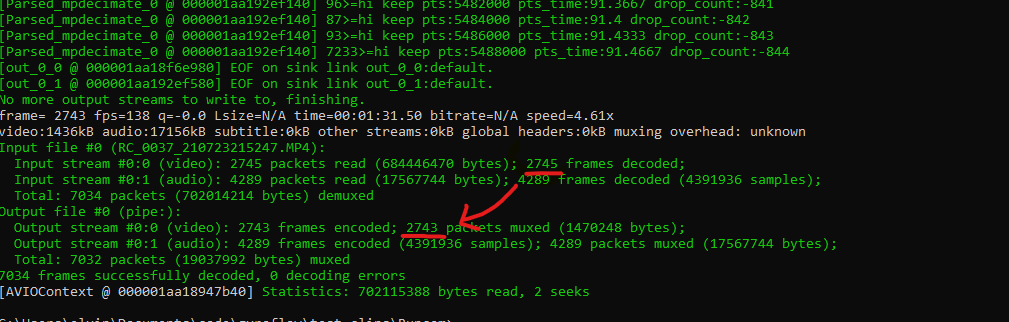 [Parsed_mpdecimate_0 @ 000001aa192ef140] 96>=hi keep pts:5482000 pts_time:91.3667 drop_count:-841
[Parsed_mpdecimate_0 @ 000001aa192ef140] 87>=hi keep pts:5484000 pts_time:91.4 drop_count:-842
[Parsed_mpdecimate_0 @ 000001aa192ef140] 93>=hi keep pts:5486000 pts_time:91.4333 drop_count:-843
[Parsed_mpdecimate_0 @ 000001aa192ef140] 7233>=hi keep pts:5488000 pts_time:91.4667 drop_count:-844
[out_0_0 @ 000001aa18f6e980] EOF on sink link out_0_0:default.
[out_0_1 @ 000001aa192ef580] EOF on sink link out_0_1:default.
No more output streams to write to, finishing.
frame= 2743 fps=138 q=-0.0 Lsize=N/A time=00:01:31.50 bitrate=N/A speed=4.61x
video:1436kB audio:17156kB subtitle:0kB other streams:0kB global headers:0kB muxing overhead: unknown
Input file #0 (RC_0037_210723215247.MP4):
Input stream #0:0 (video): 2745 packets read (684446470 bytes); 2745 frames decoded;
Input stream #0:1 (audio): 4289 packets read (17567744 bytes); 4289 frames decoded (4391936 samples);
Total: 7034 packets (702014214 bytes) demuxed
Output file #0 (pipe:):
Output stream #0:0 (video): 2743 frames encoded; 2743 packets muxed (1470248 bytes);
Output stream #0:1 (audio): 4289 frames encoded (4391936 samples); 4289 packets muxed (17567744 bytes);
Total: 7032 packets (19037992 bytes) muxed
7034 frames successfully decoded, 0 decoding errors
[AVIOContext @ 000001aa18947b40] Statistics: 702115388 bytes read, 2 seeks